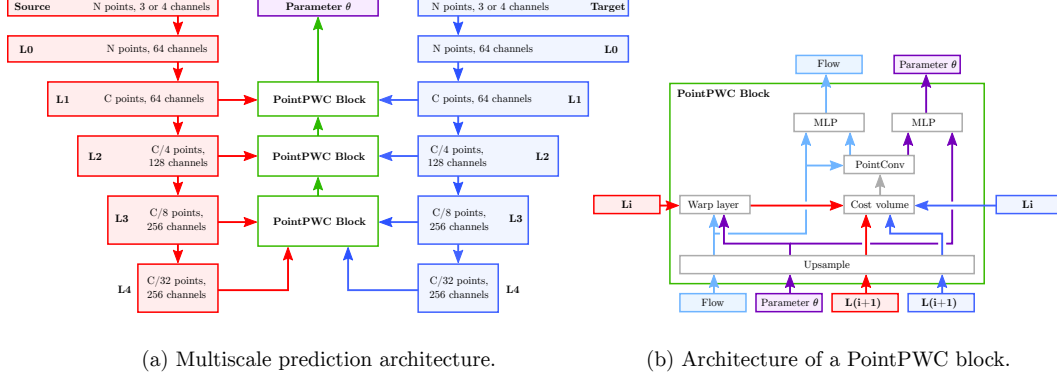 Source N points, 3 or 4 channels
Parameter θ
N points, 3 or 4 channels Target
L0 N points, 64 channels
N points, 64 channels L0
L1 C points, 64 channels
PointPWC Block
C points, 64 channels L1
L2 C/4 points,
128 channels
PointPWC Block
C/4 points,
128 channels
L2
L3 C/8 points,
256 channels
PointPWC Block
C/8 points,
256 channels
L3
L4 C/32 points,
256 channels
C/32 points,
256 channels
L4
(a) Multiscale prediction architecture.
Flow
Parameter θ
PointPWC Block
MLP
MLP
PointConv
Li
Warp layer
Cost volume
Li
Upsample
Flow
Parameter θ
L(i+1)
L(i+1)
(b) Architecture of a PointPWC block.